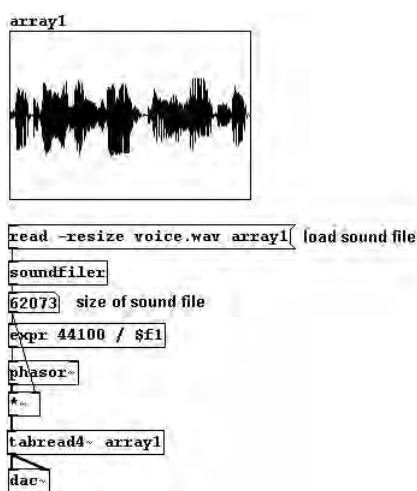 array1
read -resize voice.wav array1 load sound file
soundfiler
62073 size of sound file
expr 44100 / $f1
phasor~
*~
tabread4~ array1
dac~